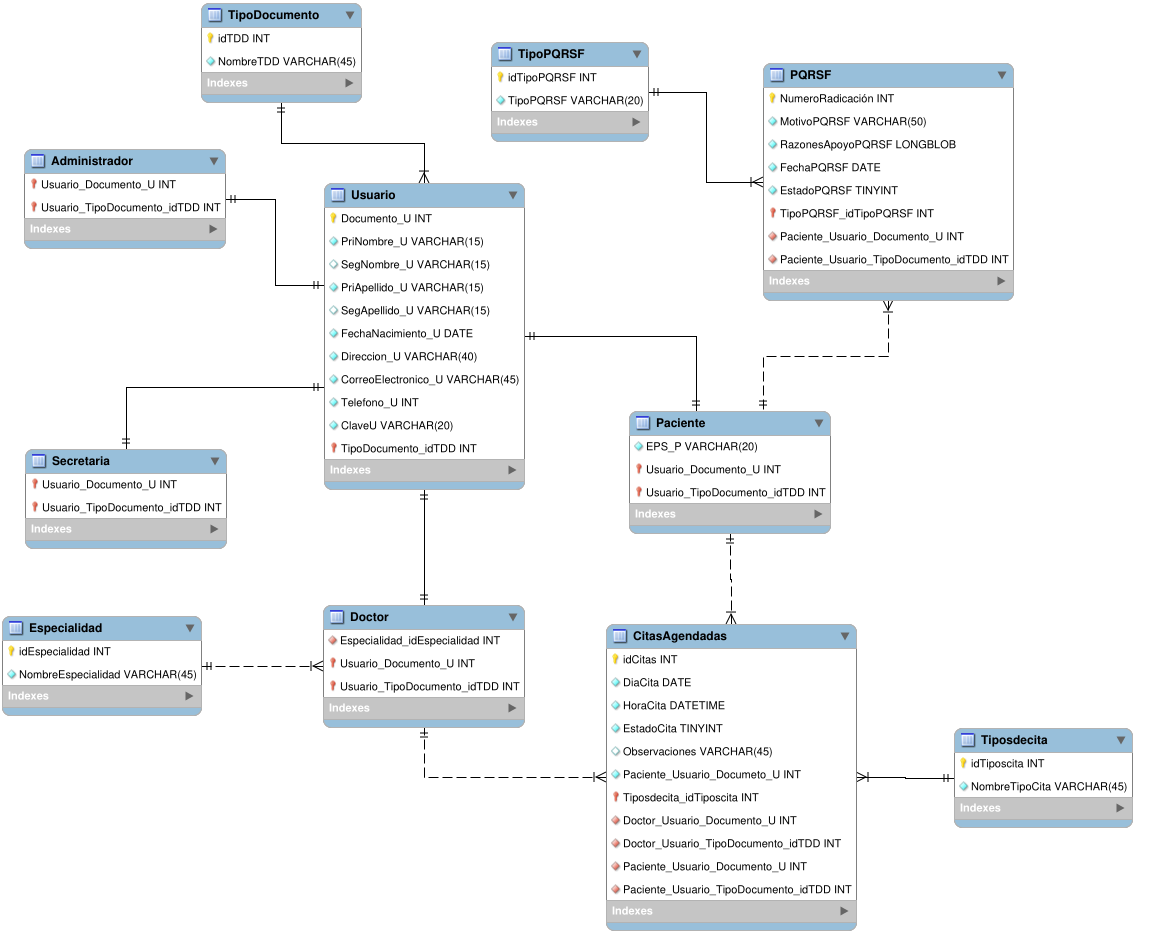 TipoDocumento
idTDD INT
NombreTDD VARCHAR(45)
Indexes
TipoPQRSF
idTipoPQRSF INT
TipoPQRSF VARCHAR(20)
Indexes
PQRSF
NumeroRadicación INT
MotivoPQRSF VARCHAR(50)
RazonesApoyoPQRSF LONGBLOB
FechaPQRSF DATE
EstadoPQRSF TINYINT
TipoPQRSF_idTipoPQRSF INT
Paciente_Usuario_Documento_U INT
Paciente_Usuario_TipoDocumento_idTDD INT
Indexes
Administrador
Usuario_Documento_U INT
Usuario_TipoDocumento_idTDD INT
Indexes
Usuario
Documento_U INT
PriNombre_U VARCHAR(15)
SegNombre_U VARCHAR(15)
PriApellido_U VARCHAR(15)
SegApellido_U VARCHAR(15)
FechaNacimiento_U DATE
Direccion_U VARCHAR(40)
CorreoElectronico_U VARCHAR(45)
Telefono_U INT
ClaveU VARCHAR(20)
TipoDocumento_idTDD INT
Indexes
Secretaria
Usuario_Documento_U INT
Usuario_TipoDocumento_idTDD INT
Indexes
Paciente
EPS_P VARCHAR(20)
Usuario_Documento_U INT
Usuario_TipoDocumento_idTDD INT
Indexes
Especialidad
idEspecialidad INT
NombreEspecialidad VARCHAR(45)
Indexes
Doctor
Especialidad_idEspecialidad INT
Usuario_Documento_U INT
Usuario_TipoDocumento_idTDD INT
Indexes
CitasAgendadas
idCitas INT
DiaCita DATE
HoraCita DATETIME
EstadoCita TINYINT
Observaciones VARCHAR(45)
Paciente_Usuario_Documeto_U INT
Tiposdecita_idTiposcita INT
Doctor_Usuario_Documento_U INT
Doctor_Usuario_TipoDocumento_idTDD INT
Paciente_Usuario_Documento_U INT
Paciente_Usuario_TipoDocumento_idTDD INT
Indexes
Tiposdecita
idTiposcita INT
NombreTipoCita VARCHAR(45)
Indexes